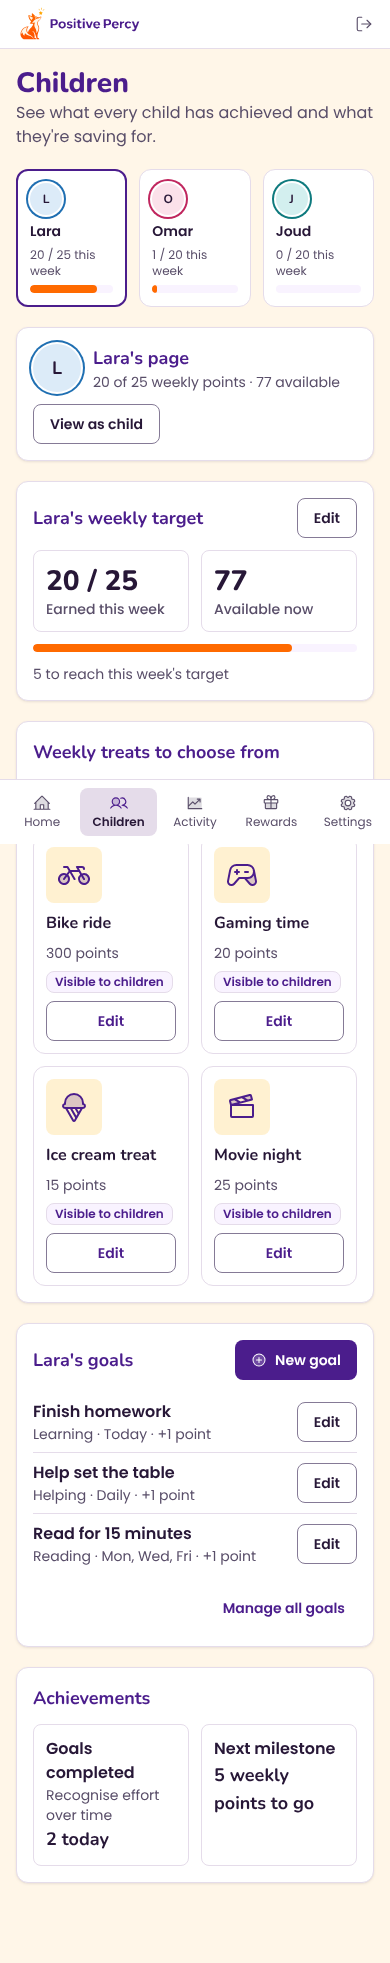 Positive Percy
Children
See what every child has achieved and what
they're saving for.
L
Lara
20 / 25 this
week
O
Omar
1 / 20 this
week
J
Joud
0 / 20 this
week
L
Lara's page
20 of 25 weekly points · 77 available
View as child
Lara's weekly target
Edit
20 / 25
Earned this week
77
Available now
5 to reach this week's target
Weekly treats to choose from
Home
Children
Activity
Rewards
Settings
Bike ride
300 points
Visible to children
Edit
Gaming time
20 points
Visible to children
Edit
Ice cream treat
15 points
Visible to children
Edit
Movie night
25 points
Visible to children
Edit
Lara's goals
New goal
Finish homework
Learning · Today · +1 point
Edit
Help set the table
Helping · Daily · +1 point
Edit
Read for 15 minutes
Reading · Mon, Wed, Fri · +1 point
Edit
Manage all goals
Achievements
Goals
completed
Recognise effort
over time
2 today
Next milestone
5 weekly
points to go